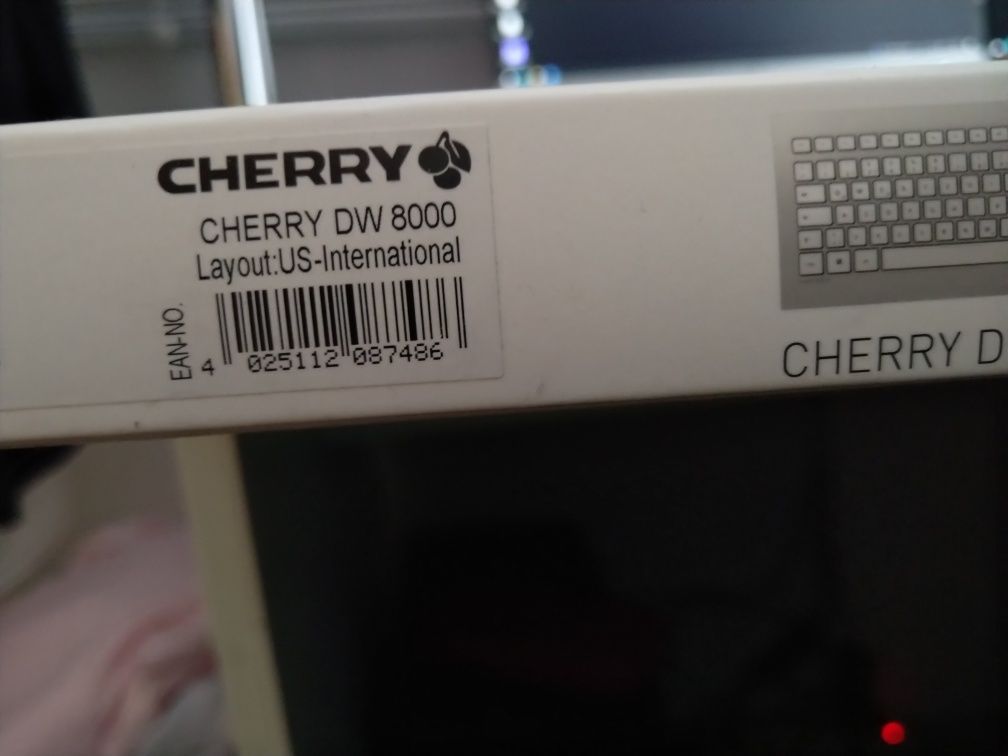 CHERRY
CHERRY DW 8000
Layout:US-International
EAN-NO.
4 025112 087486
CHERRY D